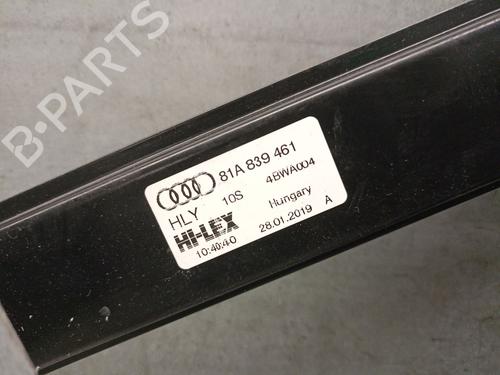 B-PARTS
81A 839 461
HLY 10S 4BWA004
HI-LEX Hungary
10:40:40 28.01.2019 A